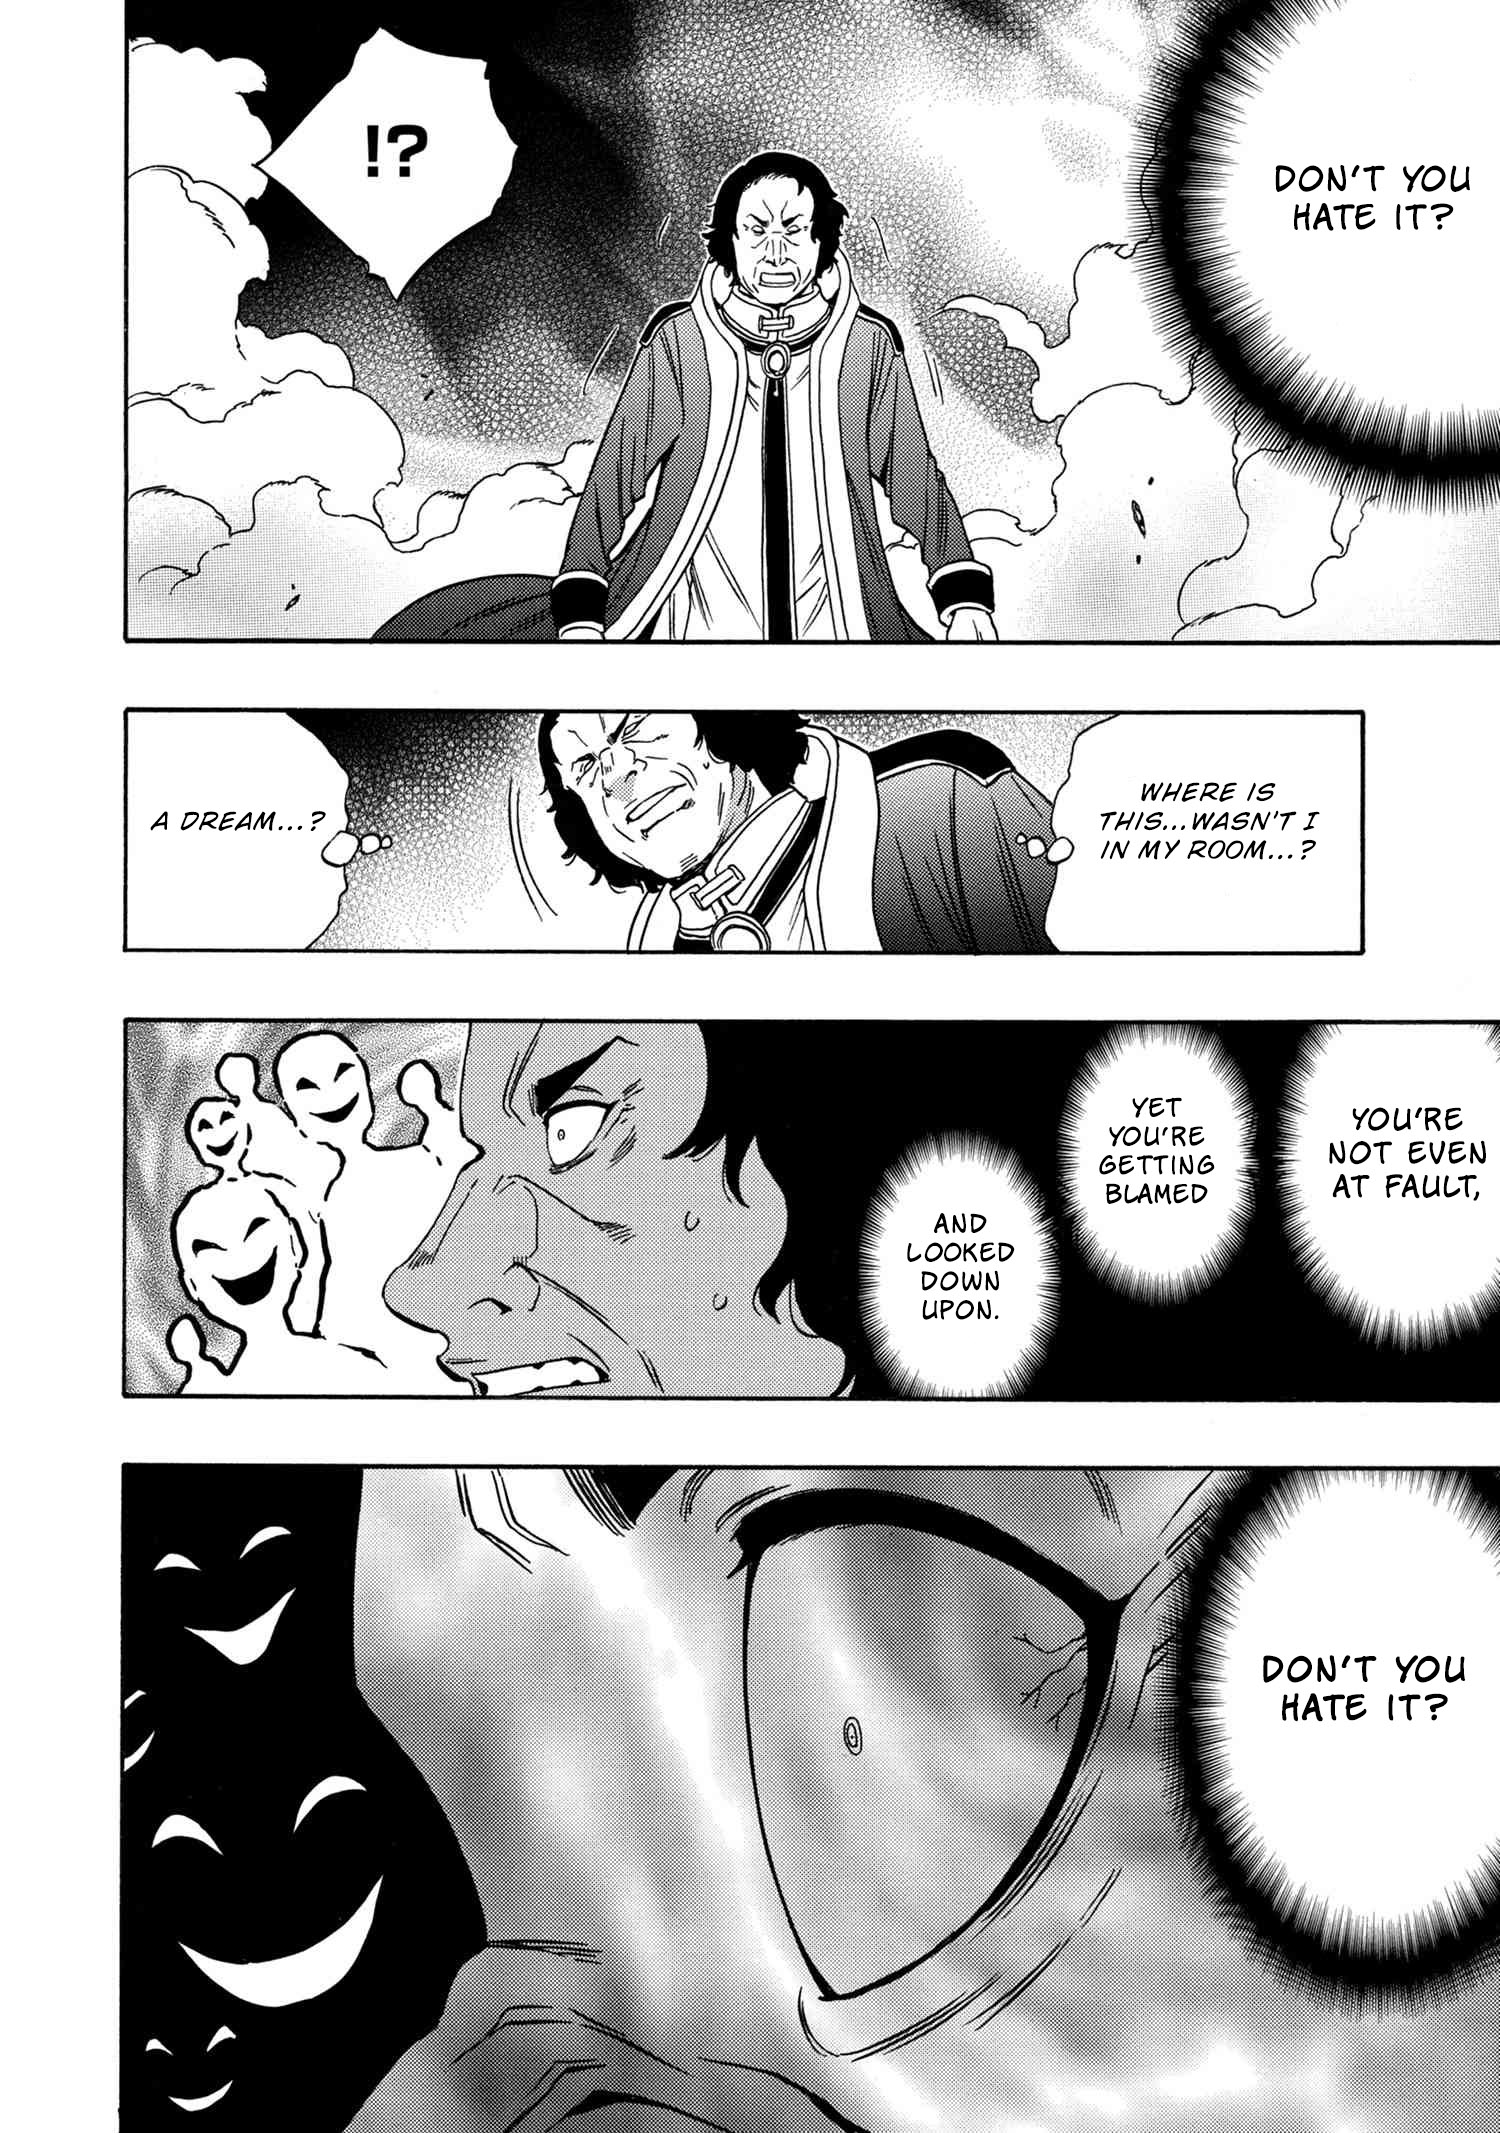 DON'T YOU
HATE IT?
!?
WHERE IS
THIS...WASN'T I
IN MY ROOM...?
A DREAM...?
YOU'RE
NOT EVEN
AT FAULT,
YET
YOU'RE
GETTING
BLAMED
AND
LOOKED
DOWN
UPON.
DON'T YOU
HATE IT?